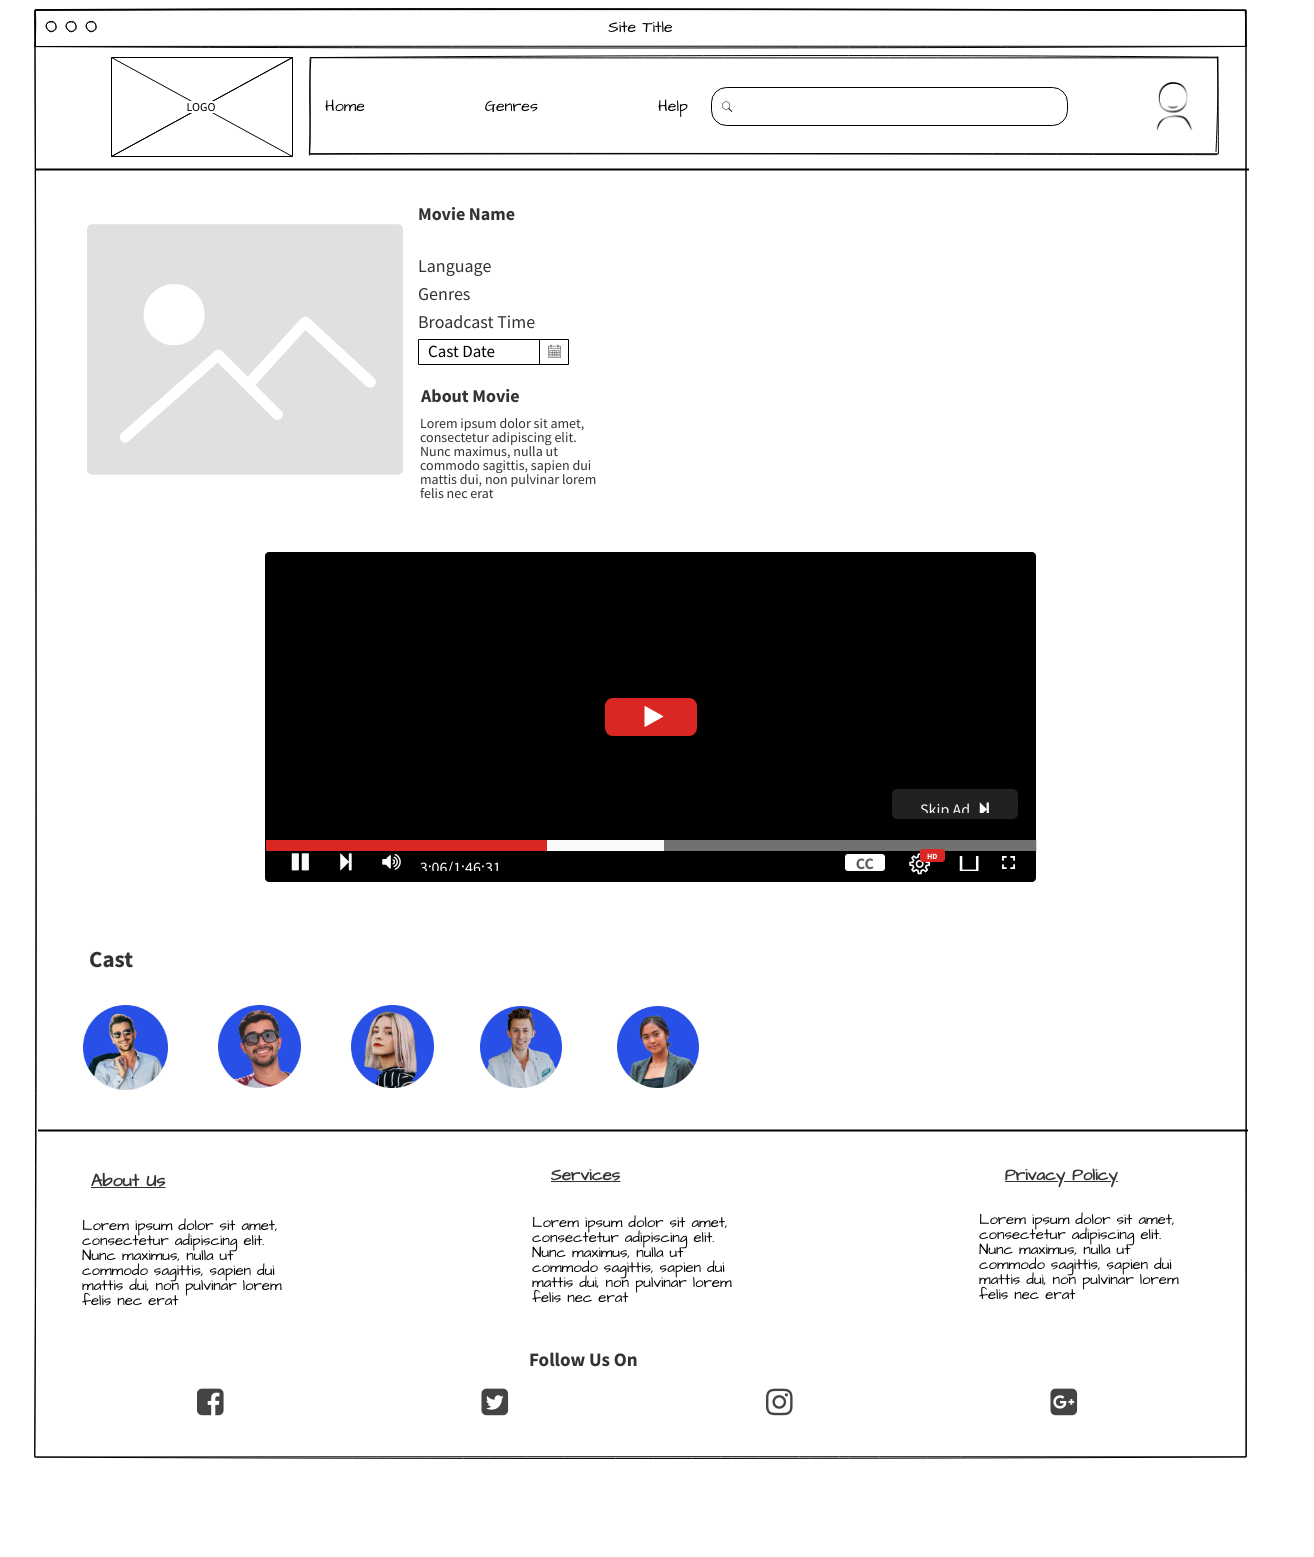 Site Title
LOGO
Home
Genres
Help
Movie Name
Language
Genres
Broadcast Time
Cast Date
About Movie
Lorem ipsum dolor sit amet,
consectetur adipiscing elit.
Nunc maximus, nulla ut
commodo sagittis, sapien dui
mattis dui, non pulvinar lorem
felis nec erat
Skip Ad
3:06/1:46:31
CC
HD
Cast
About Us
Lorem ipsum dolor sit amet,
consectetur adipiscing elit.
Nunc maximus, nulla ut
commodo sagittis, sapien dui
mattis dui, non pulvinar lorem
felis nec erat
Services
Lorem ipsum dolor sit amet,
consectetur adipiscing elit.
Nunc maximus, nulla ut
commodo sagittis, sapien dui
mattis dui, non pulvinar lorem
felis nec erat
Privacy Policy
Lorem ipsum dolor sit amet,
consectetur adipiscing elit.
Nunc maximus, nulla ut
commodo sagittis, sapien dui
mattis dui, non pulvinar lorem
felis nec erat
Follow Us On
G+